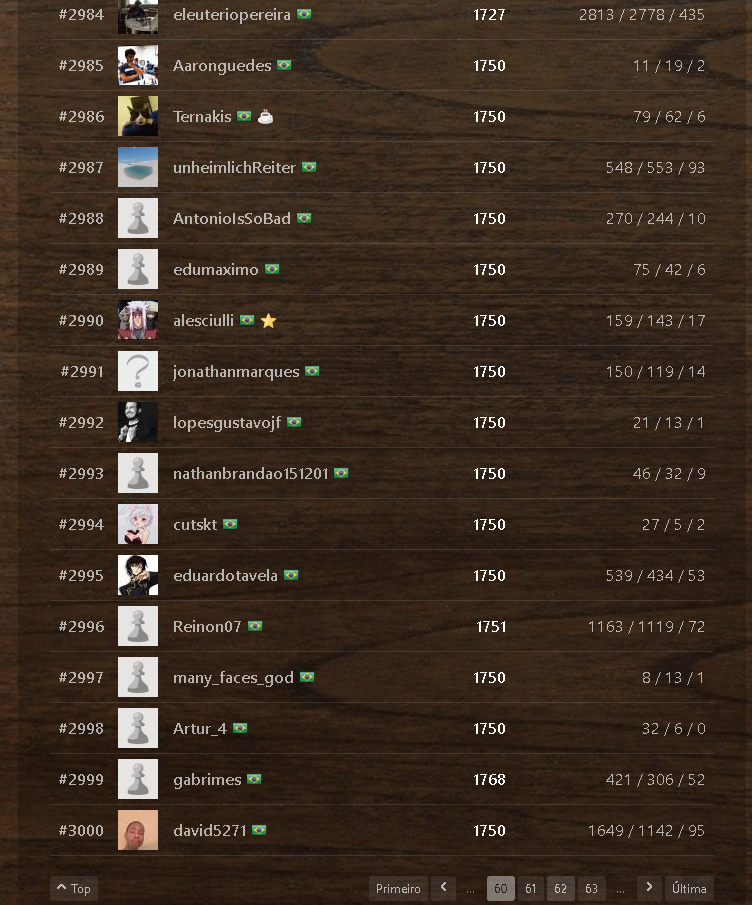 #2984 eleuteriopereira 1727 2813 / 2778 / 435
#2985 Aaronguedes 1750 11 / 19 / 2
#2986 Ternakis 1750 79 / 62 / 6
#2987 unheimlichReiter 1750 548 / 553 / 93
#2988 AntonioIsSoBad 1750 270 / 244 / 10
#2989 edumaximo 1750 75 / 42 / 6
#2990 alesciulli 1750 159 / 143 / 17
#2991 jonathanmarques 1750 150 / 119 / 14
#2992 lopesgustavojf 1750 21 / 13 / 1
#2993 nathanbrandao151201 1750 46 / 32 / 9
#2994 cutskt 1750 27 / 5 / 2
#2995 eduardotavela 1750 539 / 434 / 53
#2996 Reinon07 1751 1163 / 1119 / 72
#2997 many_faces_god 1750 8 / 13 / 1
#2998 Artur_4 1750 32 / 6 / 0
#2999 gabrimes 1768 421 / 306 / 52
#3000 david5271 1750 1649 / 1142 / 95
Top Primeiro ... 60 61 62 63 ... Última